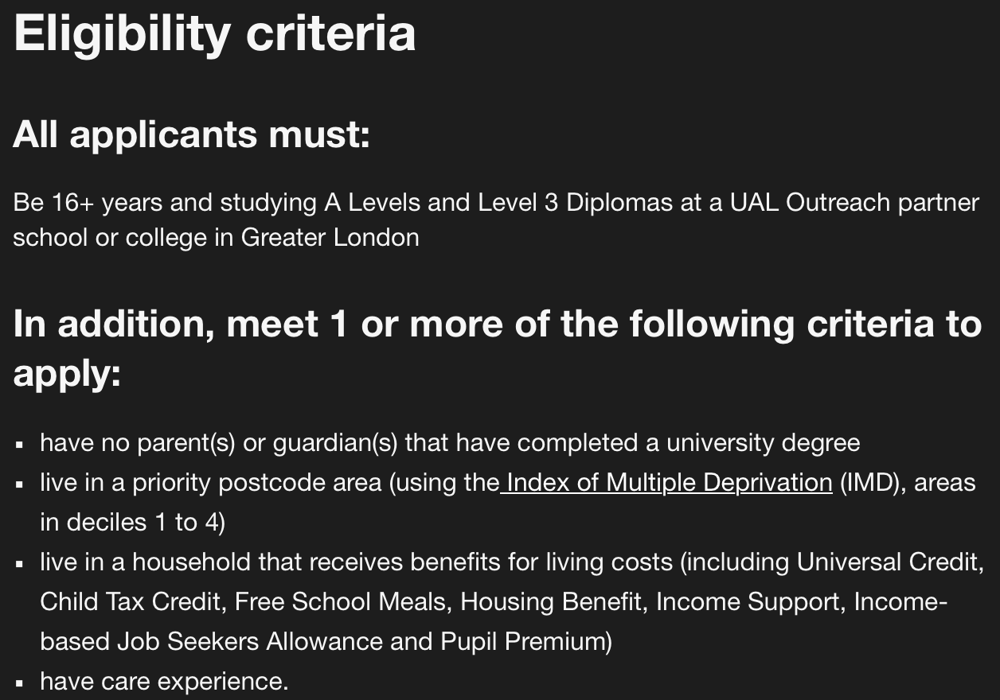 Eligibility criteria
All applicants must:
Be 16+ years and studying A Levels and Level 3 Diplomas at a UAL Outreach partner
school or college in Greater London
In addition, meet 1 or more of the following criteria to
apply:
▪ have no parent(s) or guardian(s) that have completed a university degree
▪ live in a priority postcode area (using the Index of Multiple Deprivation (IMD), areas
in deciles 1 to 4)
▪ live in a household that receives benefits for living costs (including Universal Credit,
Child Tax Credit, Free School Meals, Housing Benefit, Income Support, Income-
based Job Seekers Allowance and Pupil Premium)
▪ have care experience.